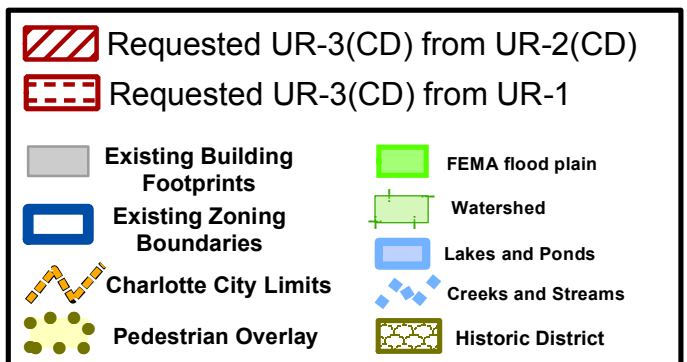 Requested UR-3(CD) from UR-2(CD)
Requested UR-3(CD) from UR-1
Existing Building
Footprints
Existing Zoning
Boundaries
Charlotte City Limits
Pedestrian Overlay
FEMA flood plain
Watershed
Lakes and Ponds
Creeks and Streams
Historic District